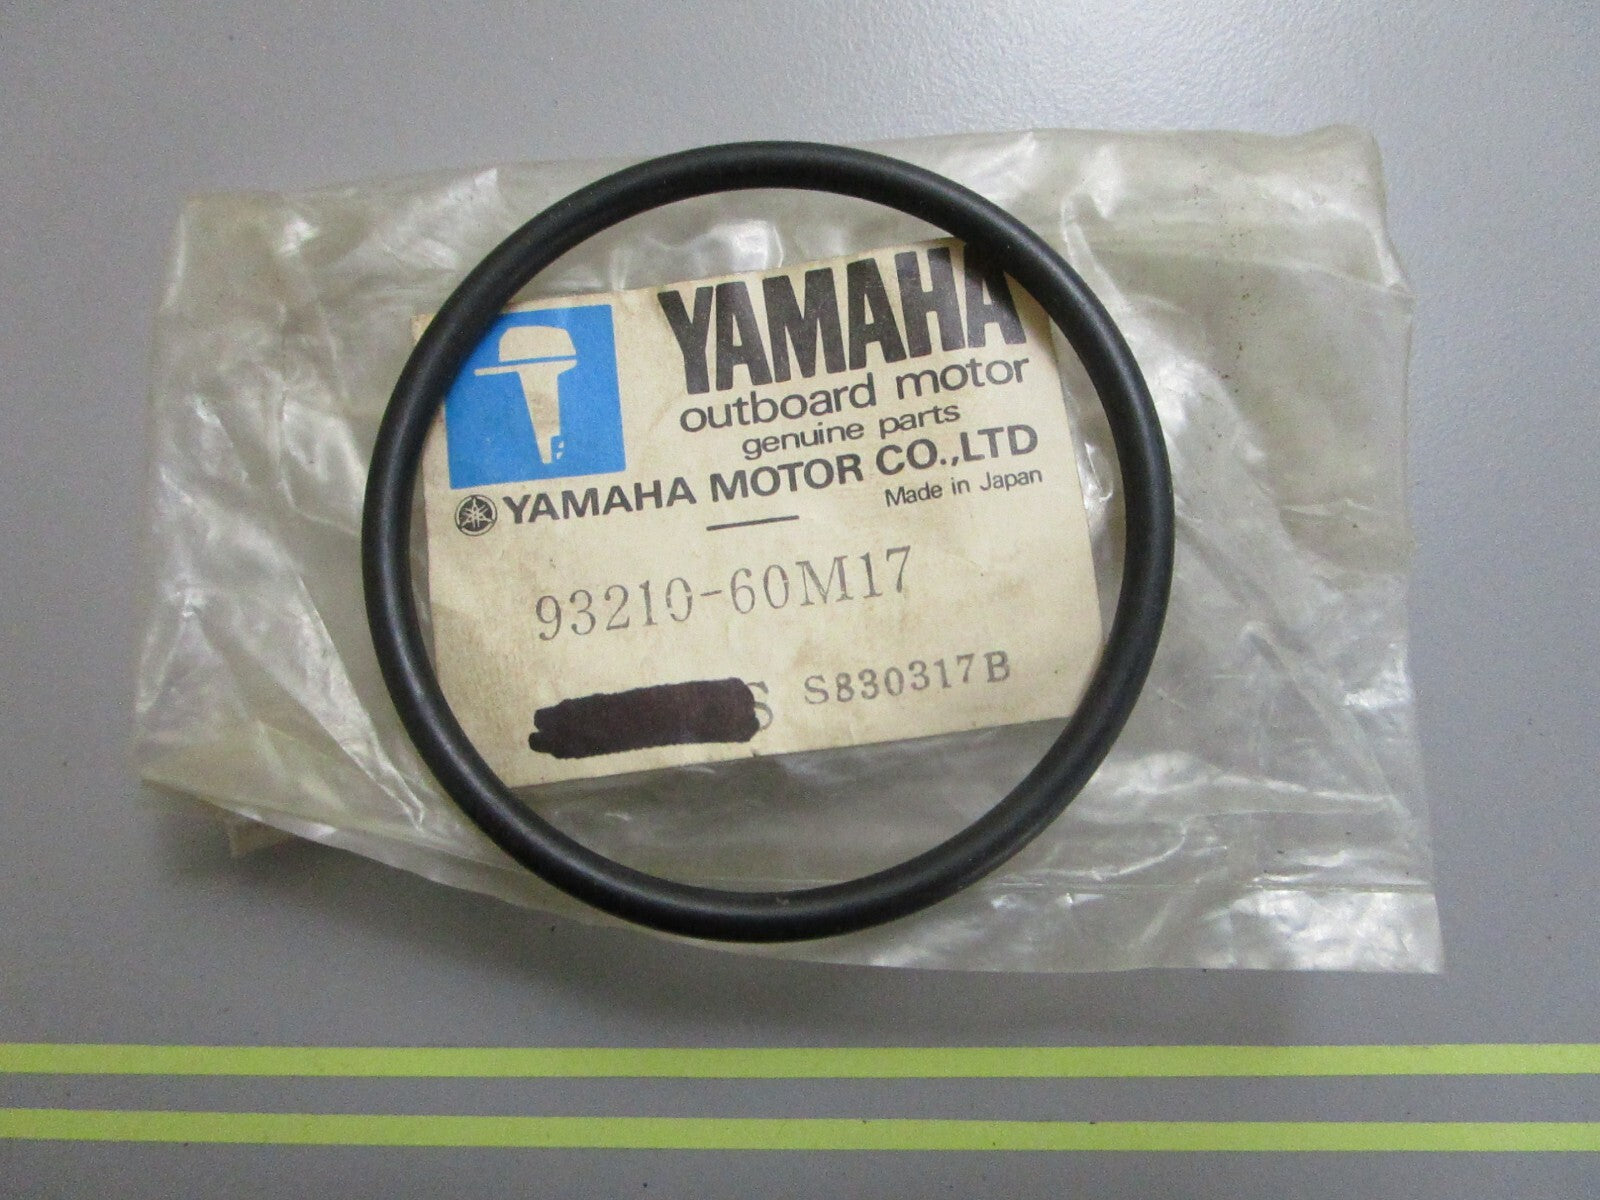 YAMAHA
outboard motor
genuine parts
YAMAHA MOTOR CO.,LTD
Made in Japan
93210-60M17
S S830317B